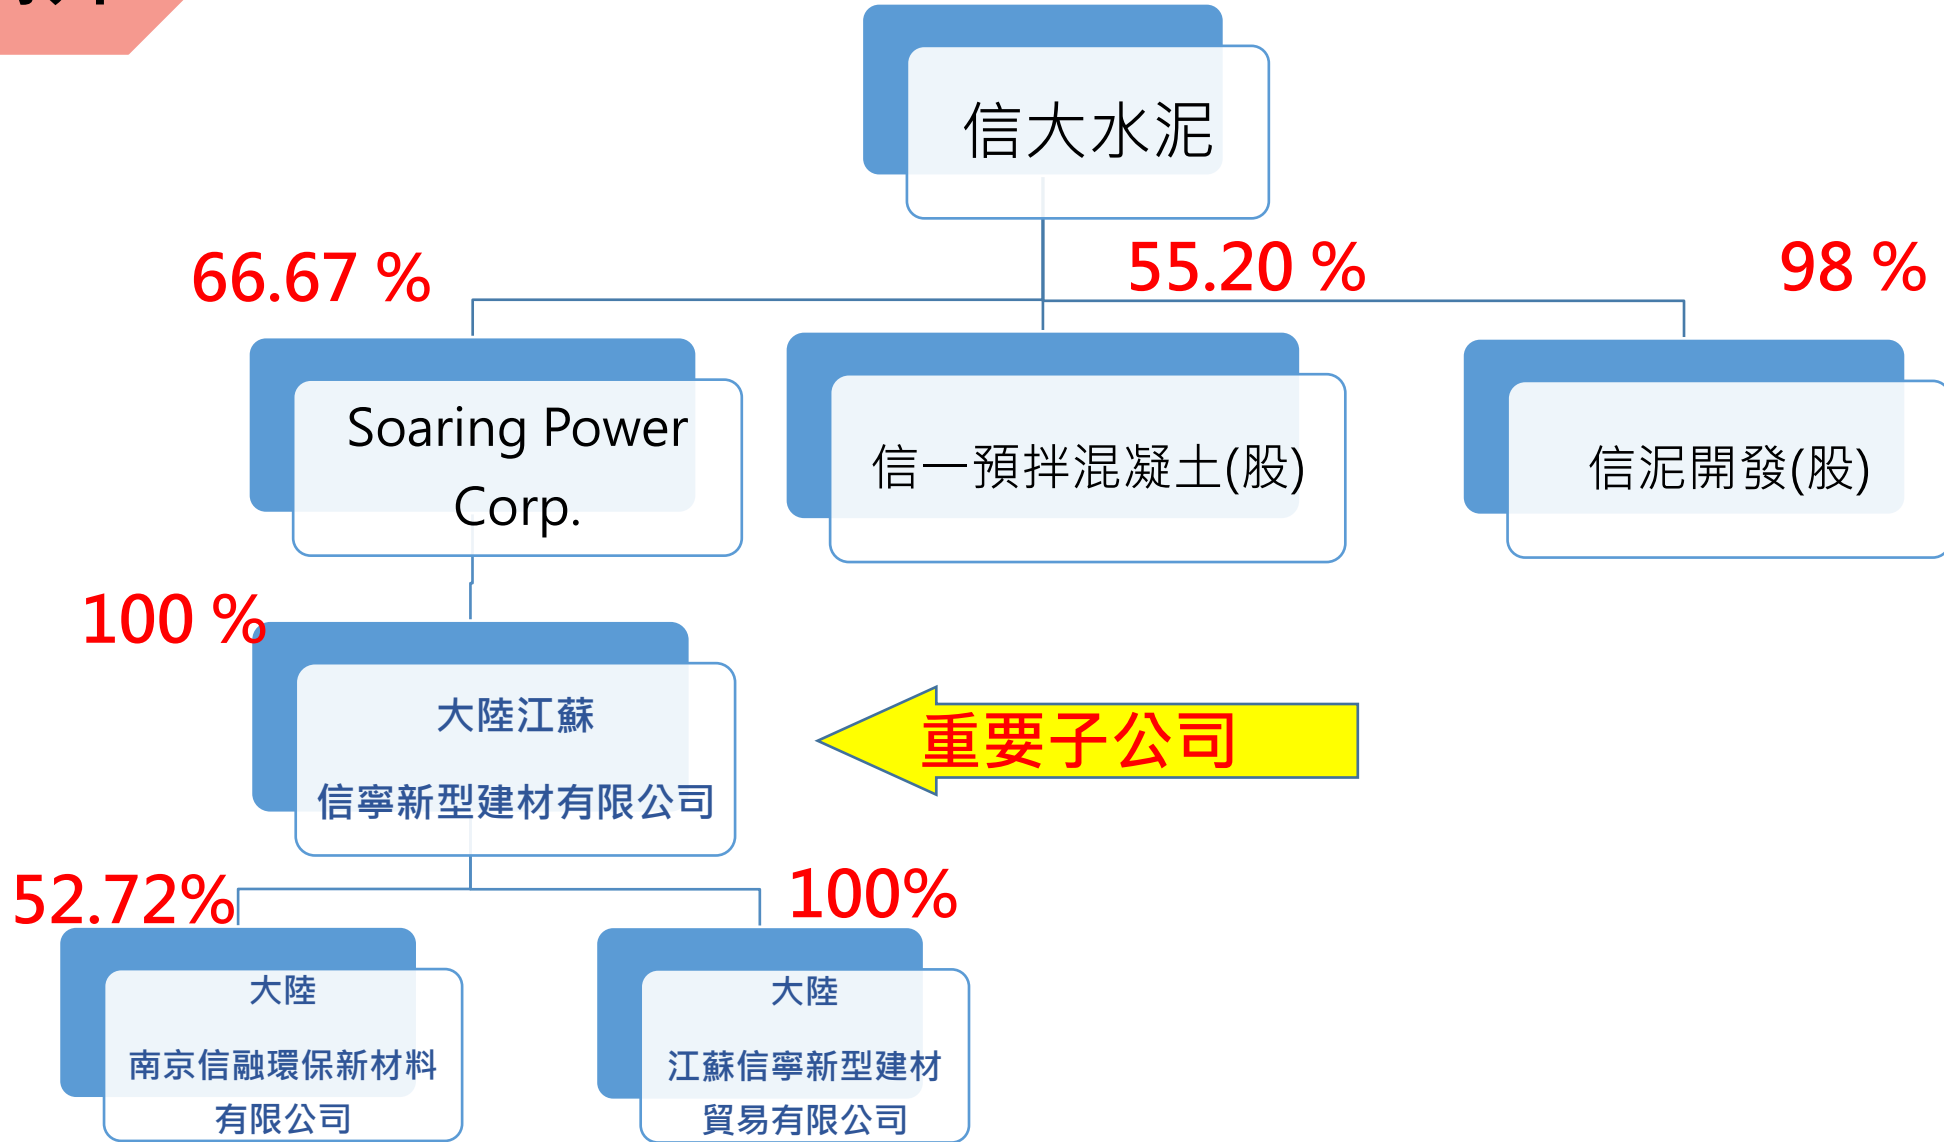 信大水泥
66.67 %
55.20 %
98 %
Soaring Power
Corp.
信一預拌混凝土(股)
信泥開發(股)
100 %
大陸江蘇
信寧新型建材有限公司
重要子公司
52.72%
100%
大陸
南京信融環保新材料
有限公司
大陸
江蘇信寧新型建材
貿易有限公司